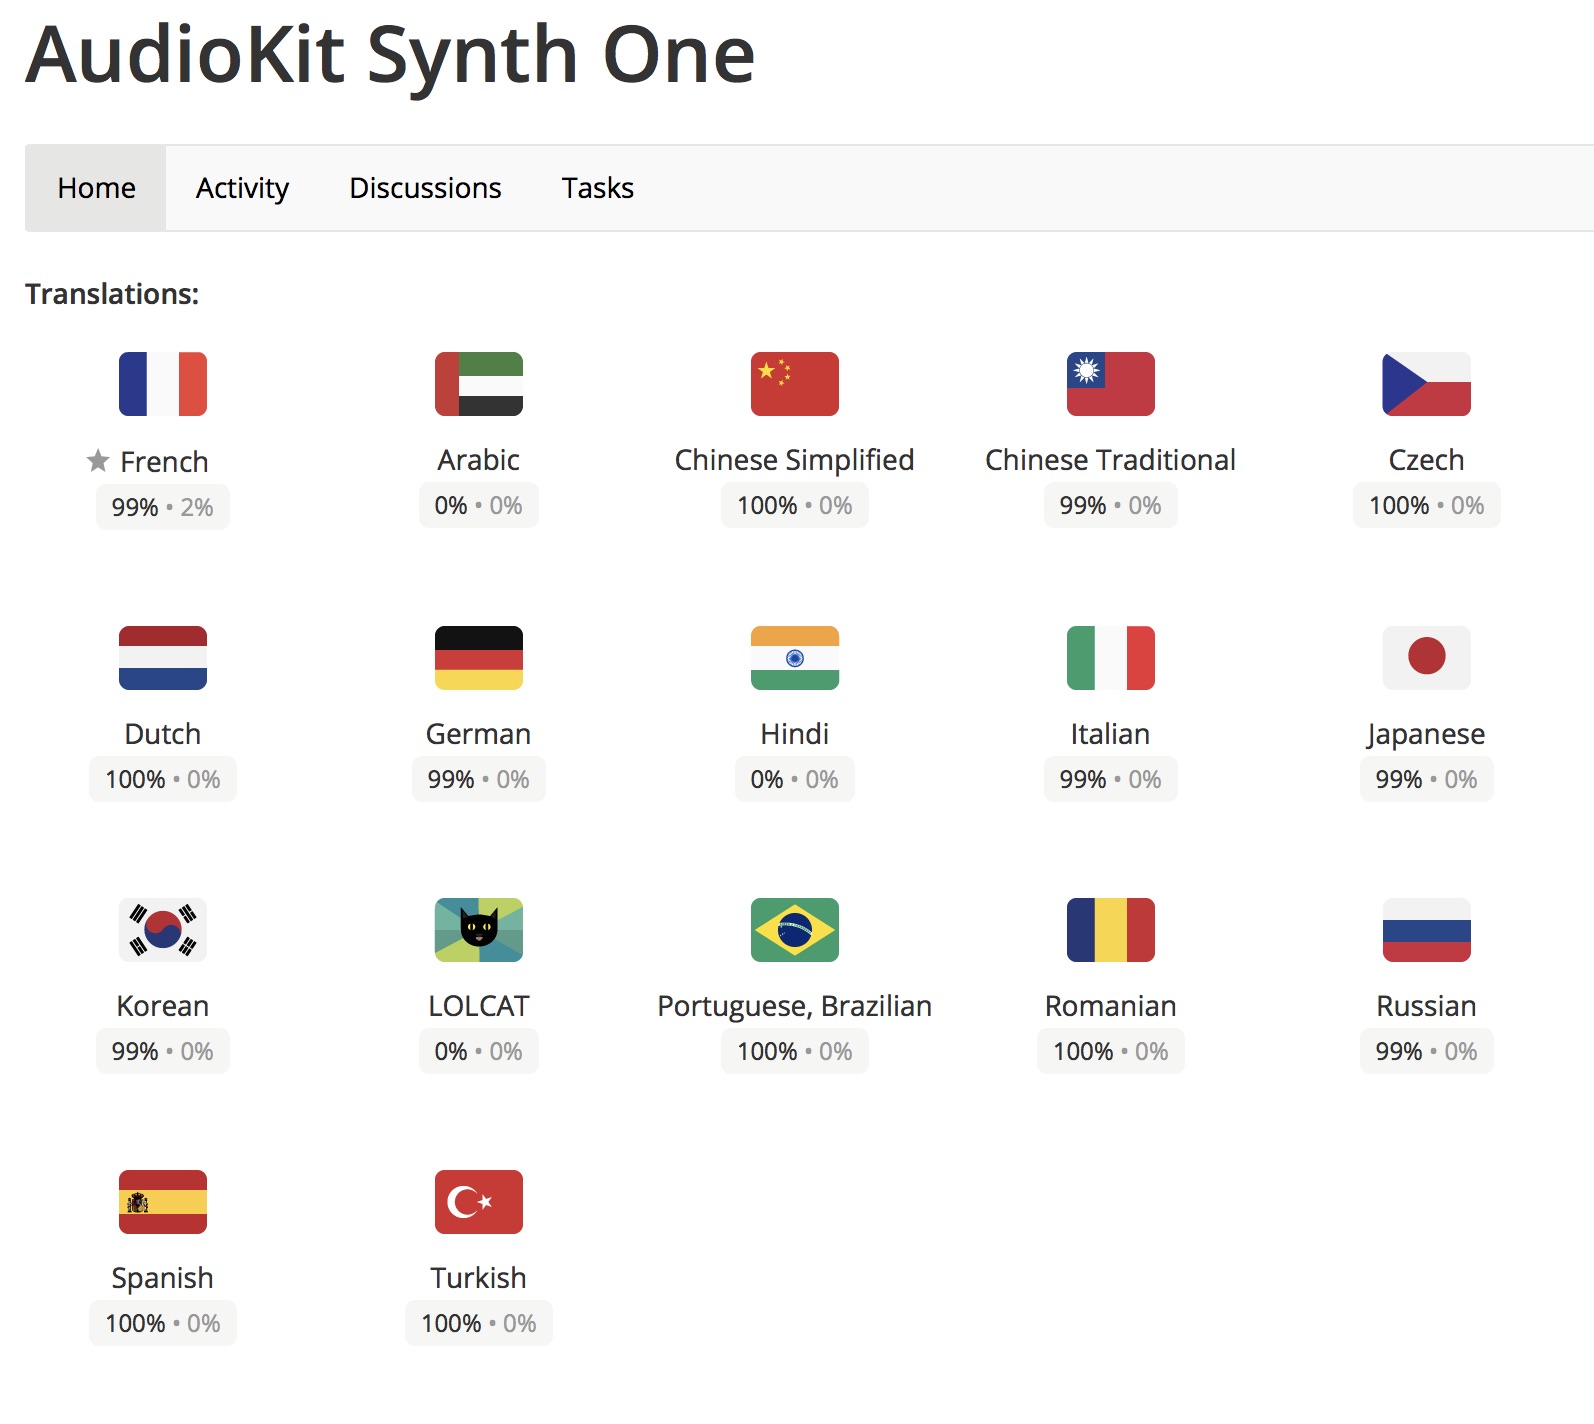 AudioKit Synth One
Home Activity Discussions Tasks
Translations:
French Arabic Chinese Simplified Chinese Traditional Czech
99% • 2% 0% • 0% 100% • 0% 99% • 0% 100% • 0%
Dutch German Hindi Italian Japanese
100% • 0% 99% • 0% 0% • 0% 99% • 0% 99% • 0%
Korean LOLCAT Portuguese, Brazilian Romanian Russian
99% • 0% 0% • 0% 100% • 0% 100% • 0% 99% • 0%
Spanish Turkish
100% • 0% 100% • 0%